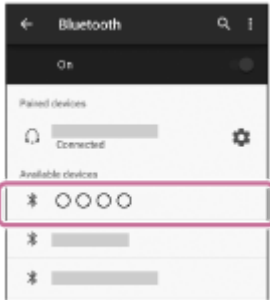 Bluetooth
On
Paired devices
Connected
Available devices
○○○○